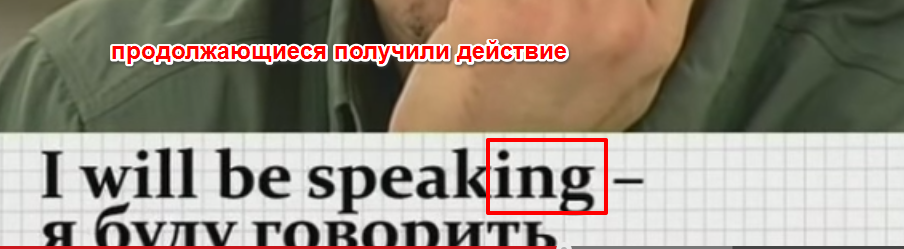 продолжающиеся получили действие
I will be speaking –
я буду говорить